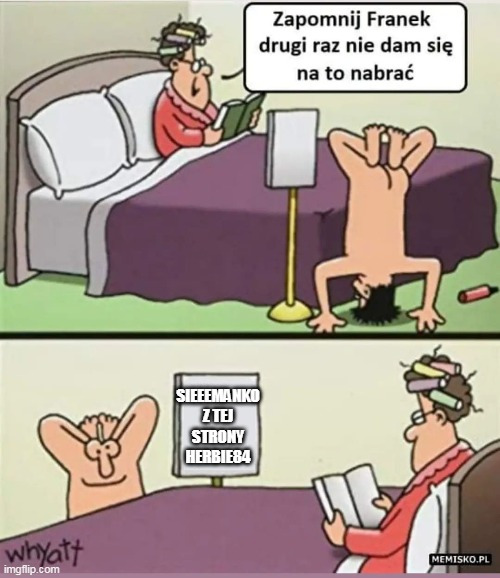 Zapomnij Franek
drugi raz nie dam się
na to nabrać
SIEEEMANKO
Z TEJ
STRONY
HERBIE84
whyatt
MEMISKO.PL
imgflip.com